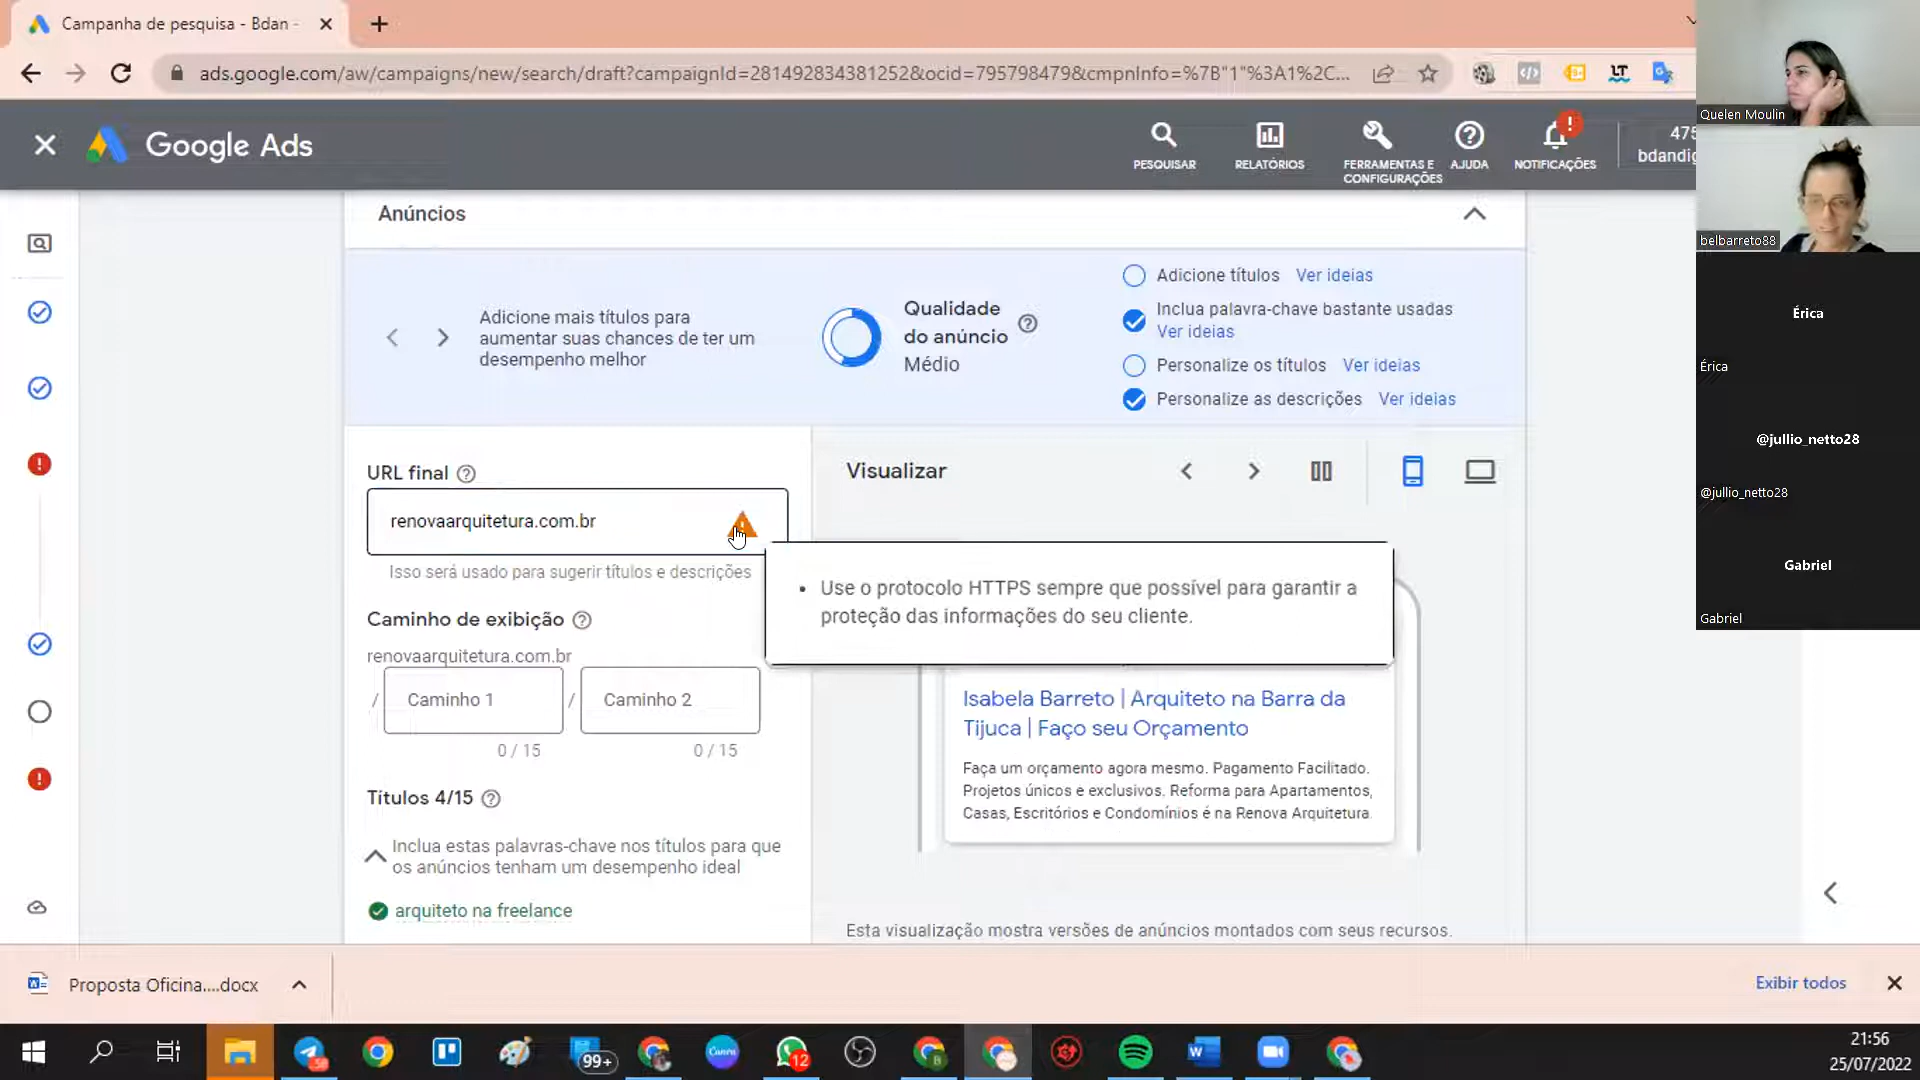 Campanha de pesquisa - Bdan -
ads.google.com/aw/campaigns/new/search/draft?campaignId=281492834381252&ocid=795798479&cmpnInfo=%7B"1"%3A1%2C...
Google Ads
PESQUISAR
RELATÓRIOS
FERRAMENTAS E
CONFIGURAÇÕES
AJUDA
NOTIFICAÇÕES
475
bdandig
Anúncios
Adicione mais títulos para
aumentar suas chances de ter um
desempenho melhor
Qualidade
do anúncio
Médio
Adicione títulos Ver ideias
Inclua palavra-chave bastante usadas
Ver ideias
Personalize os títulos Ver ideias
Personalize as descrições Ver ideias
URL final
renovaarquitetura.com.br
Isso será usado para sugerir títulos e descrições
Caminho de exibição
renovaarquitetura.com.br
/ Caminho 1 / Caminho 2
0 / 15 0 / 15
Títulos 4/15
Inclua estas palavras-chave nos títulos para que
os anúncios tenham um desempenho ideal
arquiteto na freelance
Visualizar
Use o protocolo HTTPS sempre que possível para garantir a
proteção das informações do seu cliente.
Isabela Barreto | Arquiteto na Barra da
Tijuca | Faço seu Orçamento
Faça um orçamento agora mesmo. Pagamento Facilitado.
Projetos únicos e exclusivos. Reforma para Apartamentos,
Casas, Escritórios e Condomínios é na Renova Arquitetura.
Esta visualização mostra versões de anúncios montados com seus recursos.
Quelen Moulin
belbarreto88
Érica
Érica
@jullio_netto28
@jullio_netto28
Gabriel
Gabriel
Proposta Oficina....docx
Exibir todos
99+
Canva
12
21:56
25/07/2022